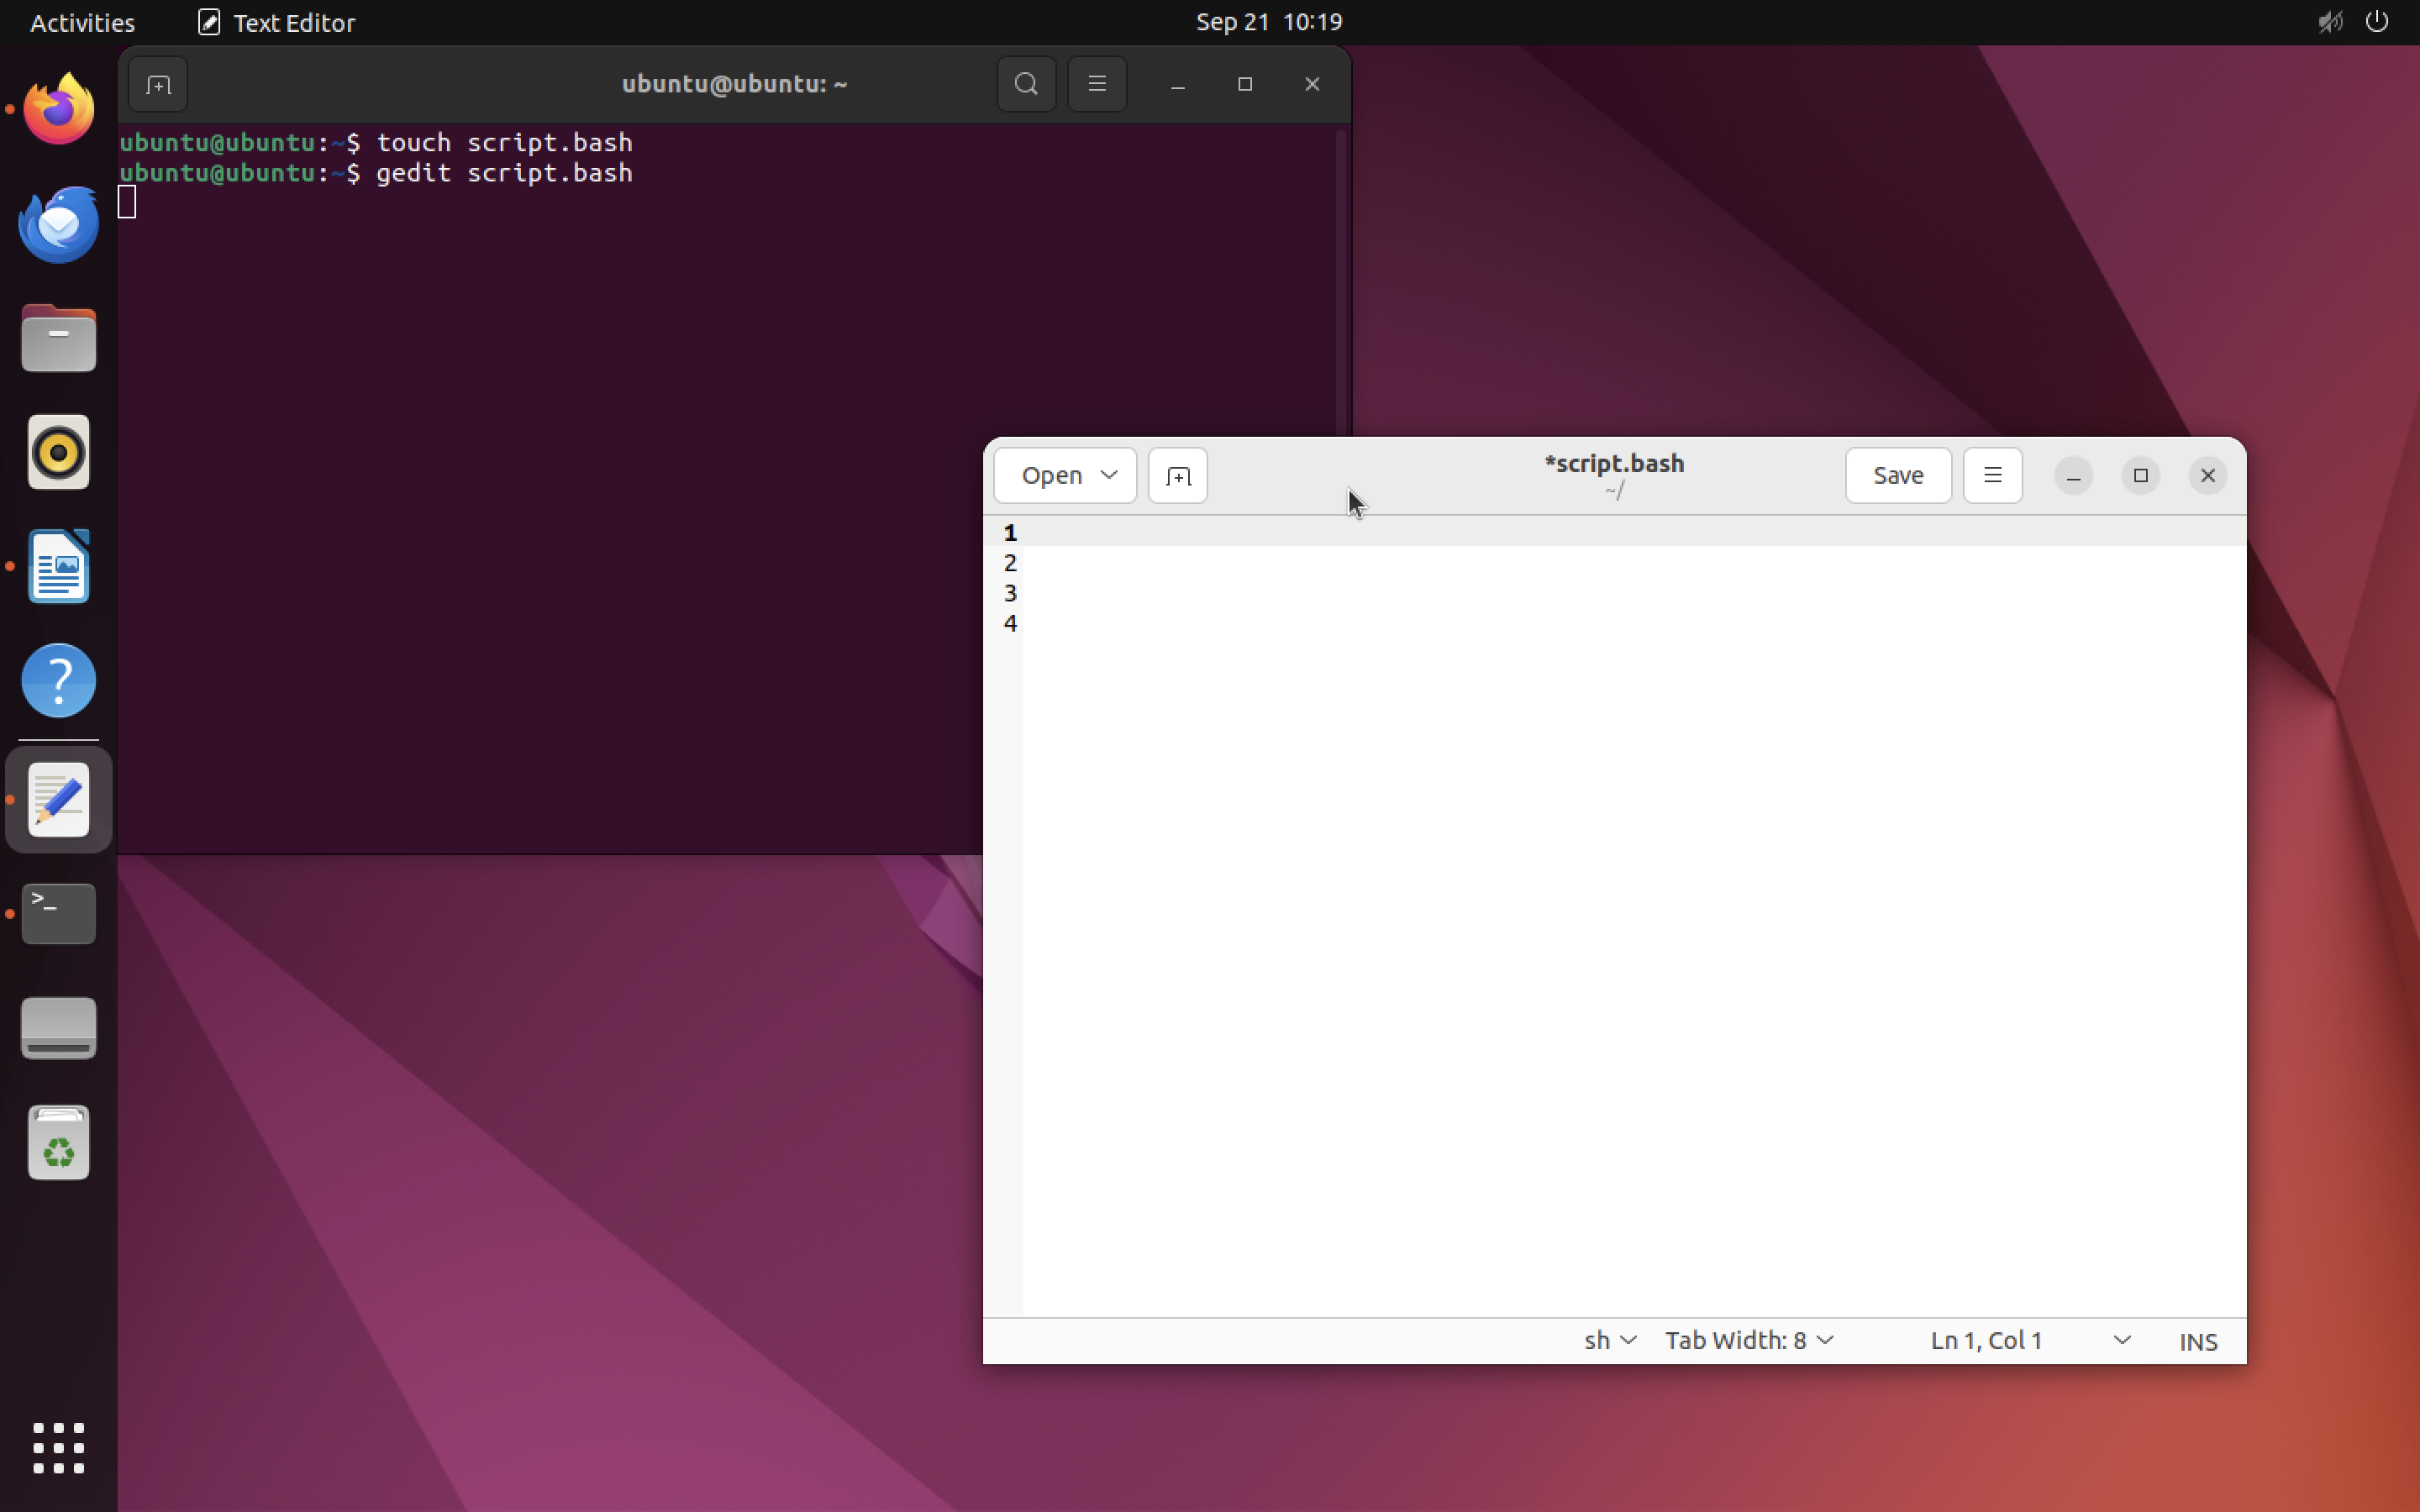 Activities Text Editor Sep 21 10:19
ubuntu@ubuntu: ~
ubuntu@ubuntu:~$ touch script.bash
ubuntu@ubuntu:~$ gedit script.bash
Open *script.bash Save
~/
1
2
3
4
sh Tab Width: 8 Ln 1, Col 1 INS